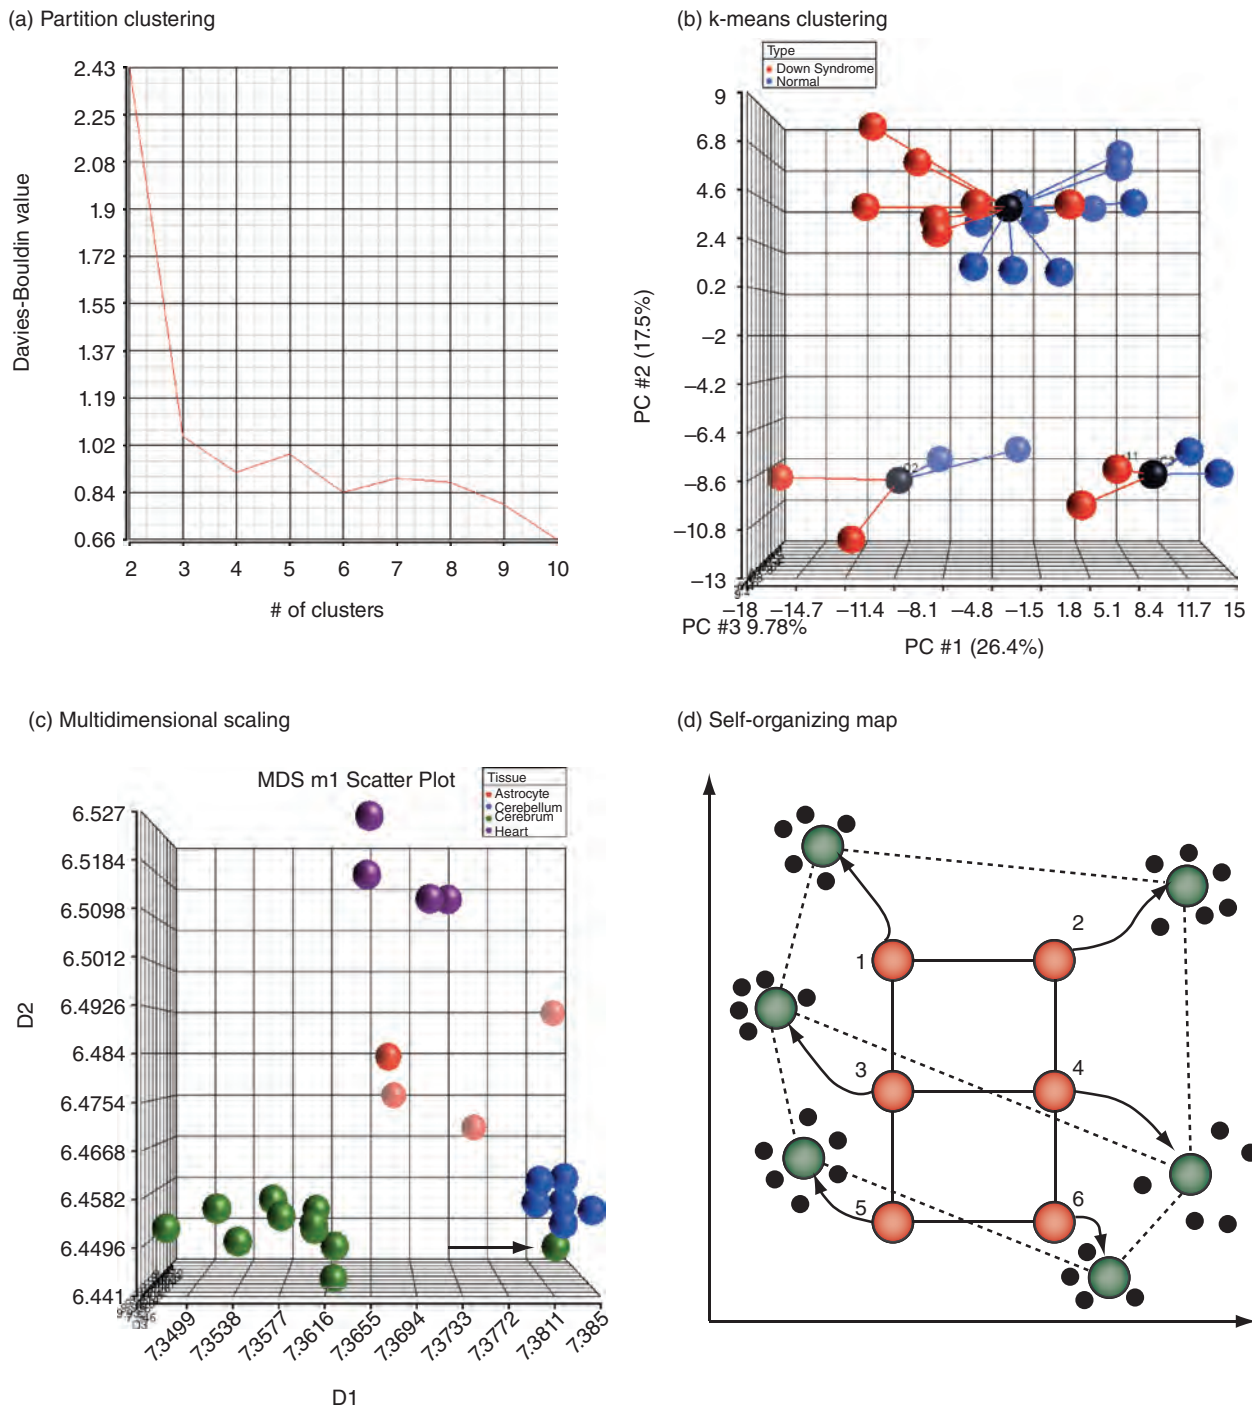 (a) Partition clustering
2.43
2.25
2.08
1.9
1.72
1.55
1.37
1.19
1.02
0.84
0.66
Davies-Bouldin value
2 3 4 5 6 7 8 9 10
# of clusters
(b) k-means clustering
Type
Down Syndrome
Normal
9
6.8
4.6
2.4
0.2
–2
–4.2
–6.4
–8.6
–10.8
–13
PC #2 (17.5%)
–18 –14.7 –11.4 –8.1 –4.8 –1.5 1.8 5.1 8.4 11.7 15
PC #3 9.78%
PC #1 (26.4%)
(c) Multidimensional scaling
MDS m1 Scatter Plot
Tissue
Astrocyte
Cerebellum
Cerebrum
Heart
6.527
6.5184
6.5098
6.5012
6.4926
6.484
6.4754
6.4668
6.4582
6.4496
6.441
D2
7.3499 7.3538 7.3577 7.3616 7.3655 7.3694 7.3733 7.3772 7.3811 7.385
D1
(d) Self-organizing map
1
2
3
4
5
6